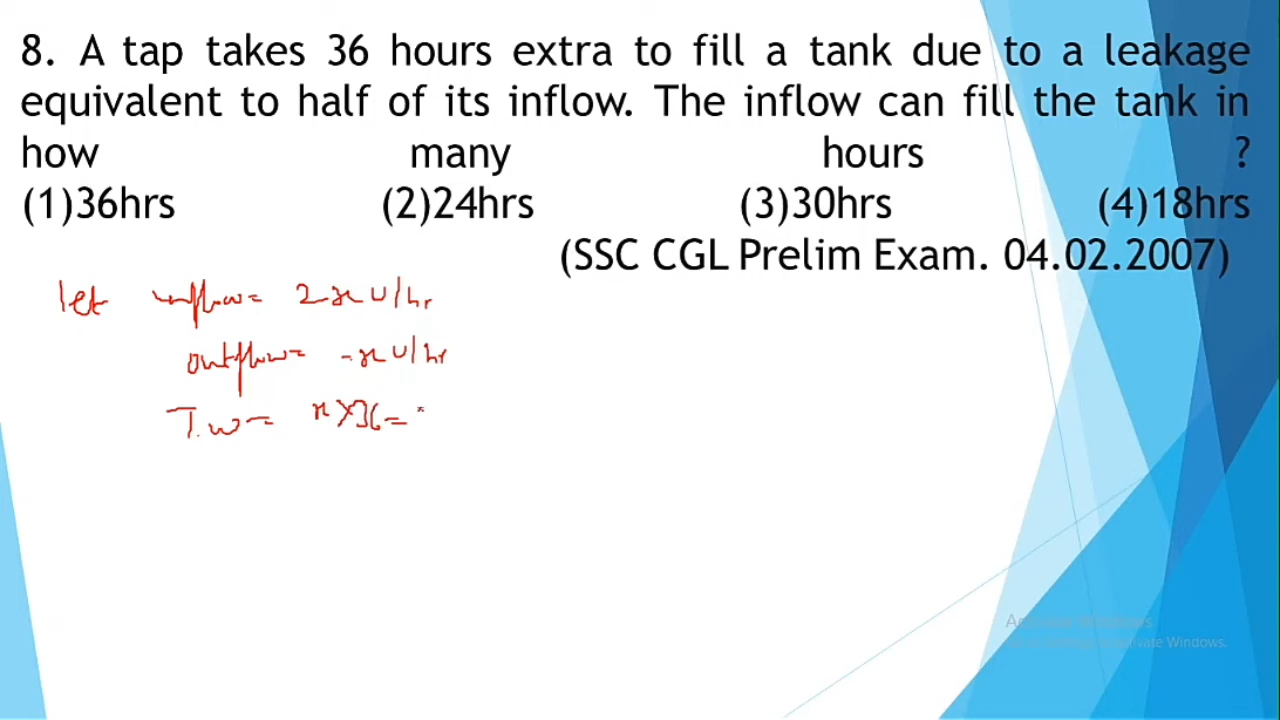 8. A tap takes 36 hours extra to fill a tank due to a leakage
equivalent to half of its inflow. The inflow can fill the tank in
how many hours ?
(1)36hrs (2)24hrs (3)30hrs (4)18hrs
(SSC CGL Prelim Exam. 04.02.2007)
let inflow= 2x U/hr
outflow= -x U/hr
T.w= x×36=